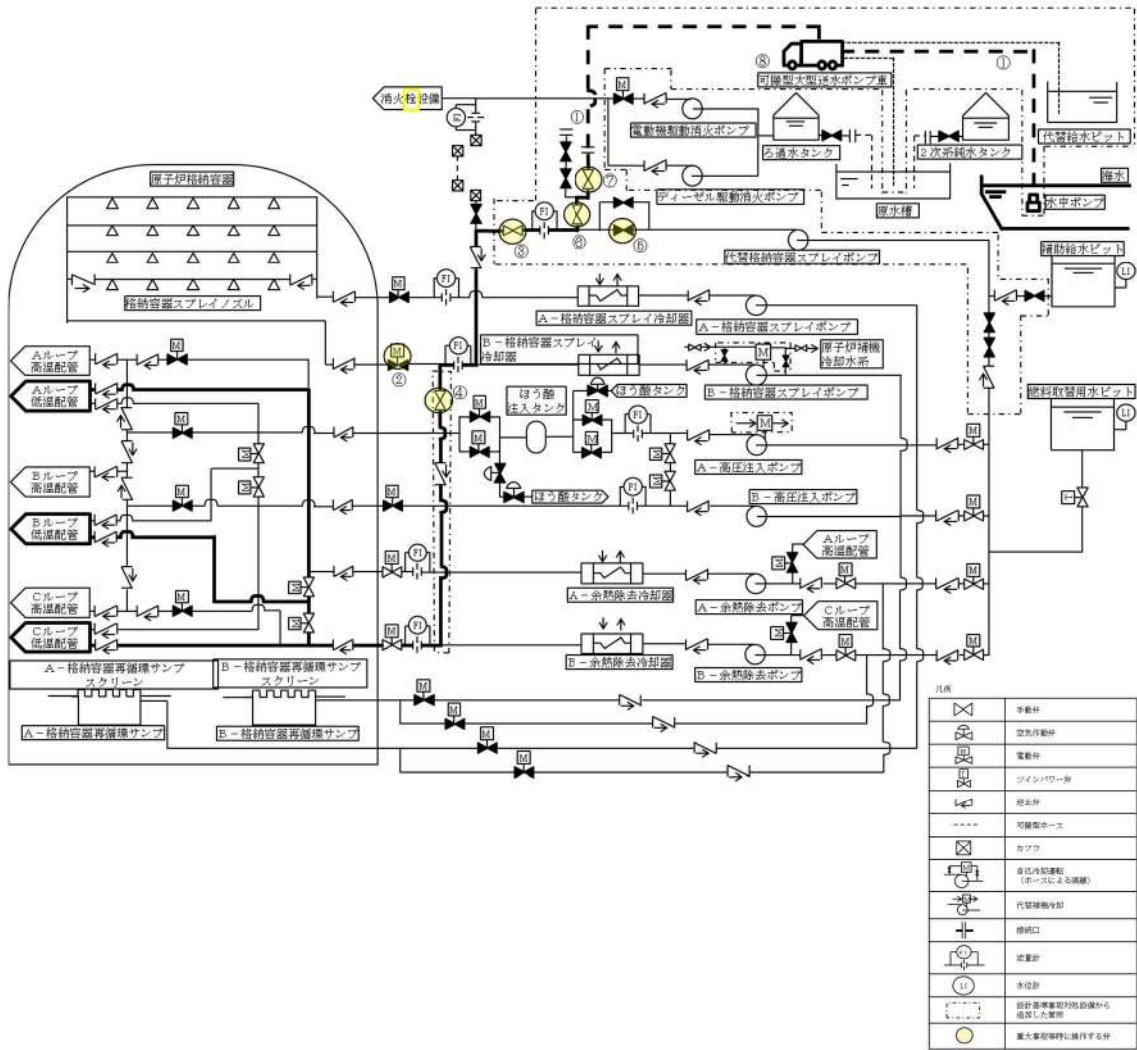 ⑧
①
可搬型大型送水ポンプ車
代替給水ピット
消火栓設備
FI
M
①
電動機駆動消火ポンプ
ろ過水タンク
2次系純水タンク
海水
⑦
ディーゼル駆動消火ポンプ
原水槽
水中ポンプ
原子炉格納容器
FI
③
⑥
⑥
代替格納容器スプレイポンプ
補助給水ピット
LI
格納容器スプレイノズル
M
FI
A-格納容器スプレイ冷却器
A-格納容器スプレイポンプ
B-格納容器スプレイ
冷却器
M
原子炉補機
冷却水系
Aループ
高温配管
M
M
②
FI
B-格納容器スプレイポンプ
燃料取替用水ピット
LI
Aループ
低温配管
④
ほう酸
注入タンク
ほう酸タンク
M
M
M
M
M
FI
M
A-高圧注入ポンプ
M
Bループ
高温配管
M
M
M
M
M
M
ほう酸タンク
FI
B-高圧注入ポンプ
M
Bループ
低温配管
Aループ
高温配管
M
FI
M
M
M
Cループ
高温配管
M
M
A-余熱除去冷却器
A-余熱除去ポンプ
Cループ
高温配管
Cループ
低温配管
M
M
FI
M
M
M
B-余熱除去冷却器
B-余熱除去ポンプ
A-格納容器再循環サンプ
スクリーン
B-格納容器再循環サンプ
スクリーン
M
A-格納容器再循環サンプ
B-格納容器再循環サンプ
M
M
M
凡例
手動弁
空気作動弁
M
電動弁
ツインパワー弁
逆止弁
可搬型ホース
カプラ
M
自己冷却運転
(ホースによる接続)
代替補機冷却
接続口
FI
流量計
LI
水位計
設計基準事故対処設備から
追加した箇所
重大事故等時に操作する弁